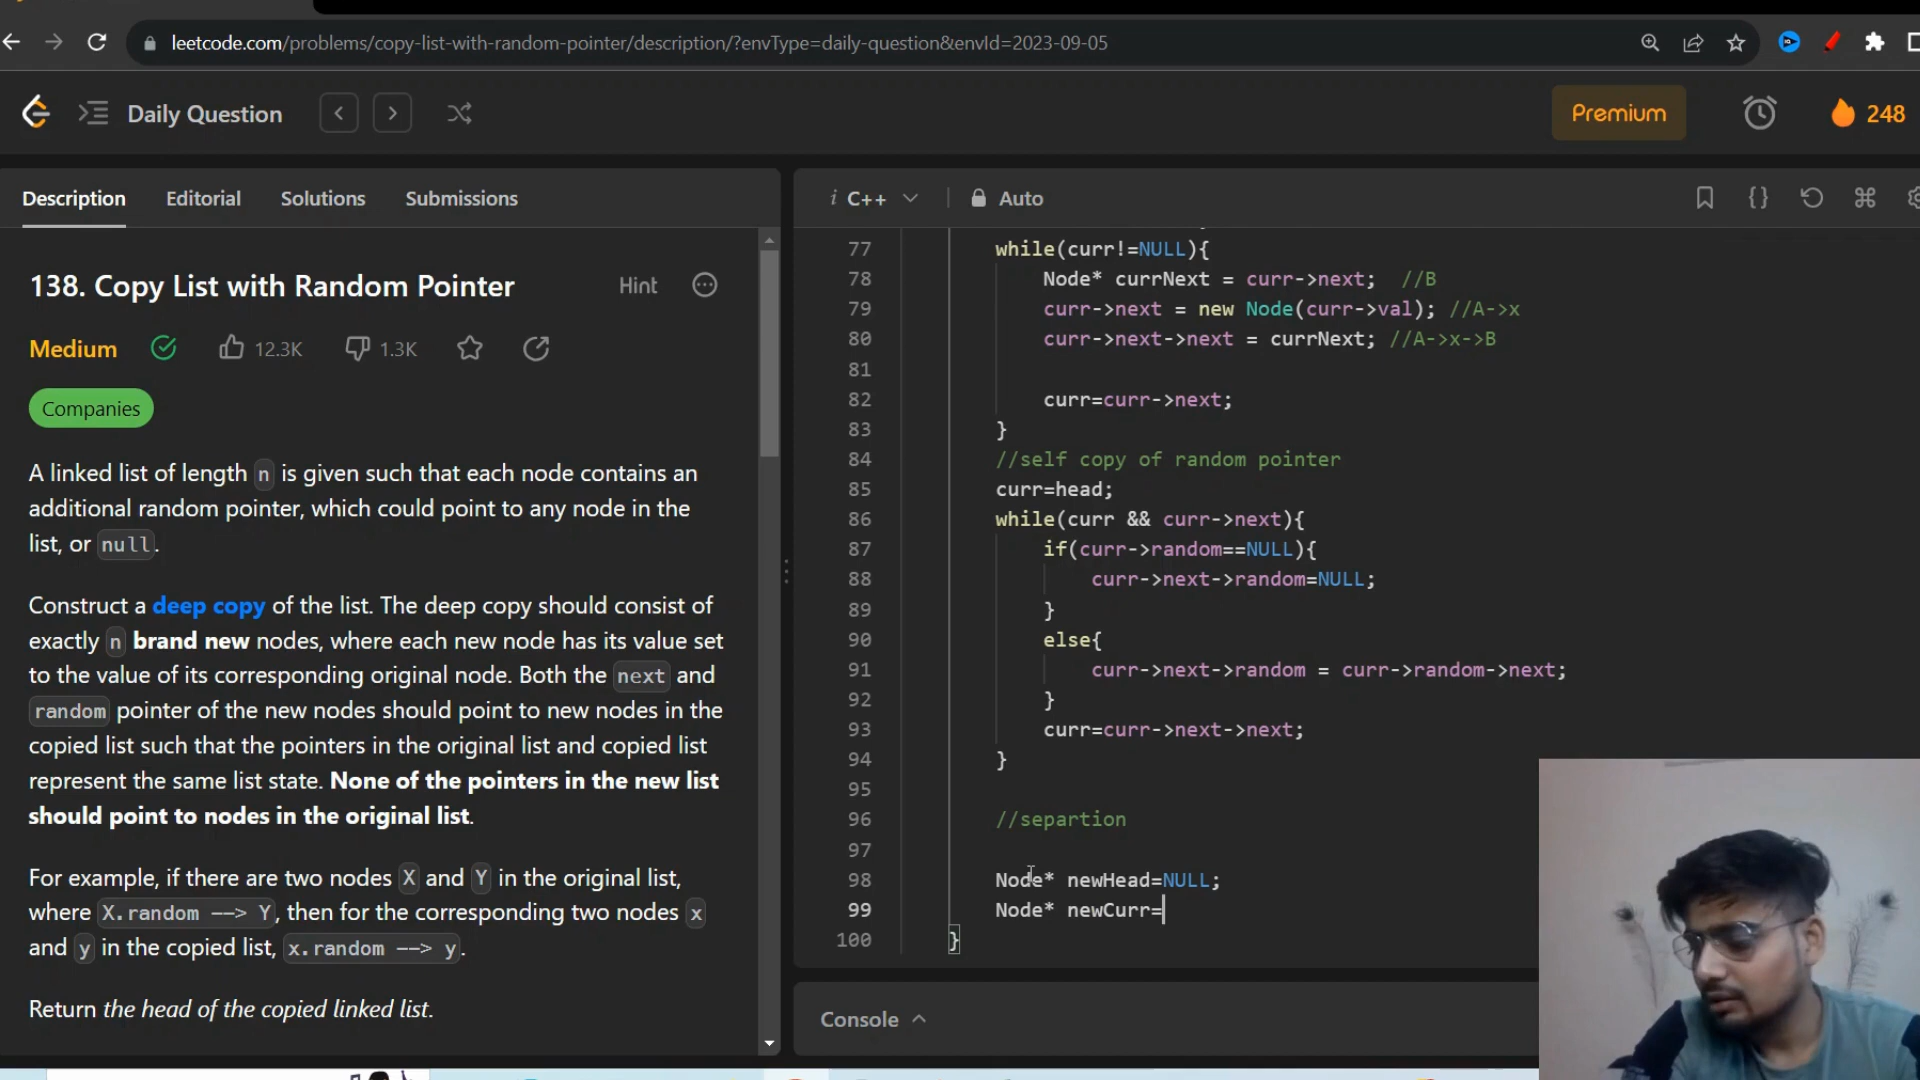 leetcode.com/problems/copy-list-with-random-pointer/description/?envType=daily-question&envId=2023-09-05
Daily Question
Premium
248
Description Editorial Solutions Submissions
138. Copy List with Random Pointer
Hint
Medium
12.3K
1.3K
Companies
A linked list of length n is given such that each node contains an
additional random pointer, which could point to any node in the
list, or null.
Construct a deep copy of the list. The deep copy should consist of
exactly n brand new nodes, where each new node has its value set
to the value of its corresponding original node. Both the next and
random pointer of the new nodes should point to new nodes in the
copied list such that the pointers in the original list and copied list
represent the same list state. None of the pointers in the new list
should point to nodes in the original list.
For example, if there are two nodes X and Y in the original list,
where X.random --> Y, then for the corresponding two nodes x
and y in the copied list, x.random --> y.
Return the head of the copied linked list.
i C++ Auto
77 while(curr!=NULL){
78 Node* currNext = curr->next; //B
79 curr->next = new Node(curr->val); //A->x
80 curr->next->next = currNext; //A->x->B
81
82 curr=curr->next;
83 }
84 //self copy of random pointer
85 curr=head;
86 while(curr && curr->next){
87 if(curr->random==NULL){
88 curr->next->random=NULL;
89 }
90 else{
91 curr->next->random = curr->random->next;
92 }
93 curr=curr->next->next;
94 }
95
96 //separtion
97
98 Node* newHead=NULL;
99 Node* newCurr=
100 }
Console